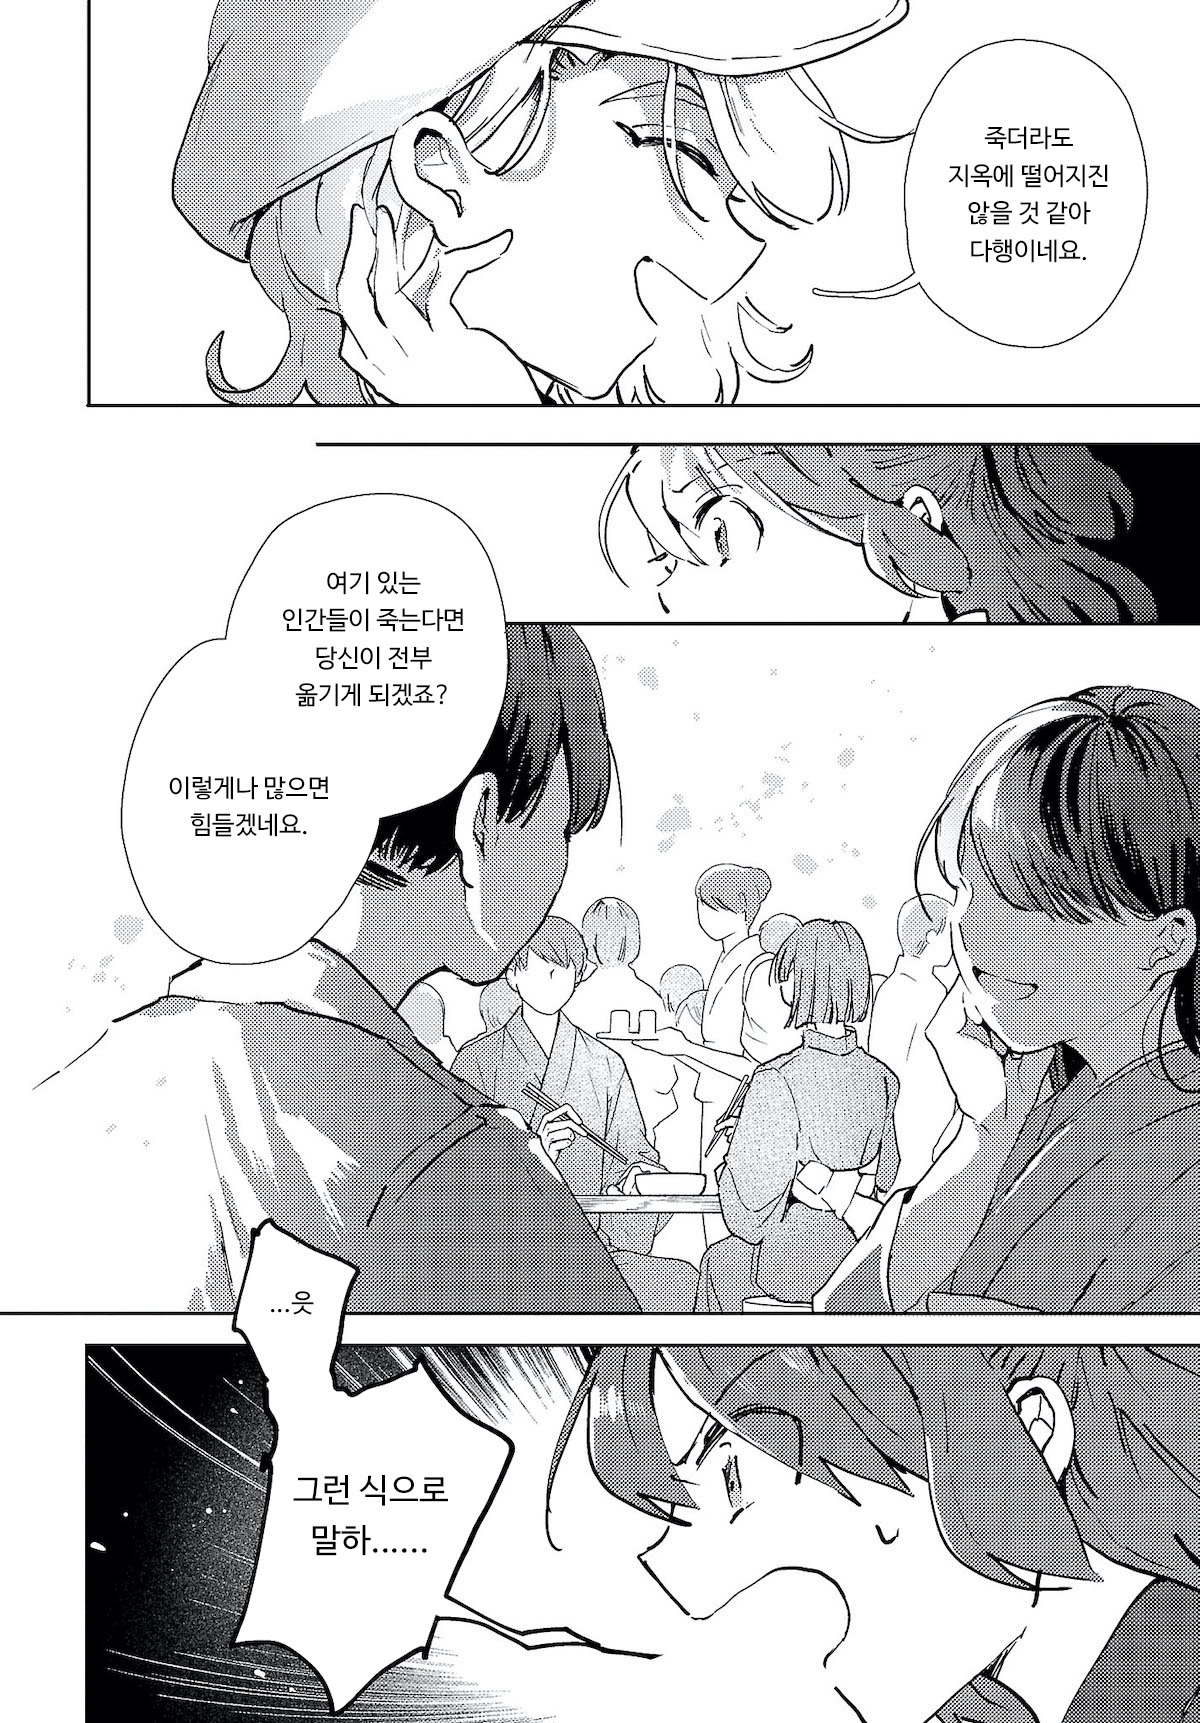 죽더라도
지옥에 떨어지진
않을 것 같아
다행이네요.
여기 있는
인간들이 죽는다면
당신이 전부
옮기게 되겠죠?
이렇게나 많으면
힘들겠네요.
...읏
그런 식으로
말하......